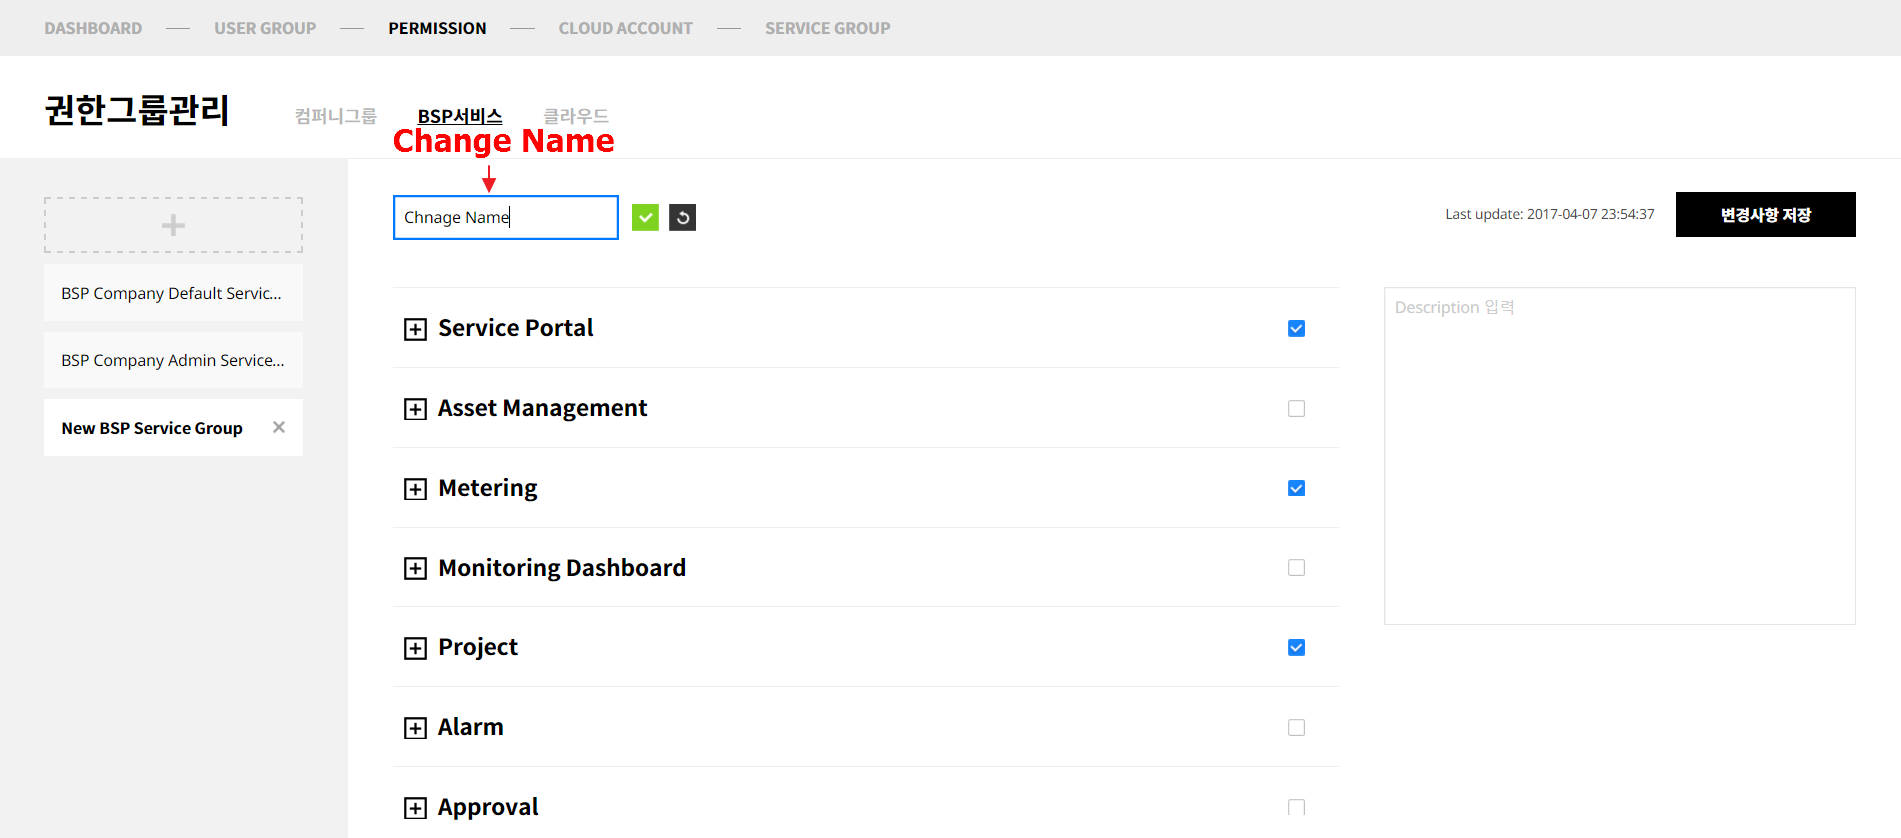 DASHBOARD USER GROUP PERMISSION CLOUD ACCOUNT SERVICE GROUP
권한그룹관리 컴퍼니그룹 BSP서비스 클라우드
Change Name
Chnage Name
Last update: 2017-04-07 23:54:37 변경사항 저장
BSP Company Default Servic...
BSP Company Admin Service...
New BSP Service Group
Service Portal
Asset Management
Metering
Monitoring Dashboard
Project
Alarm
Approval
Description 입력